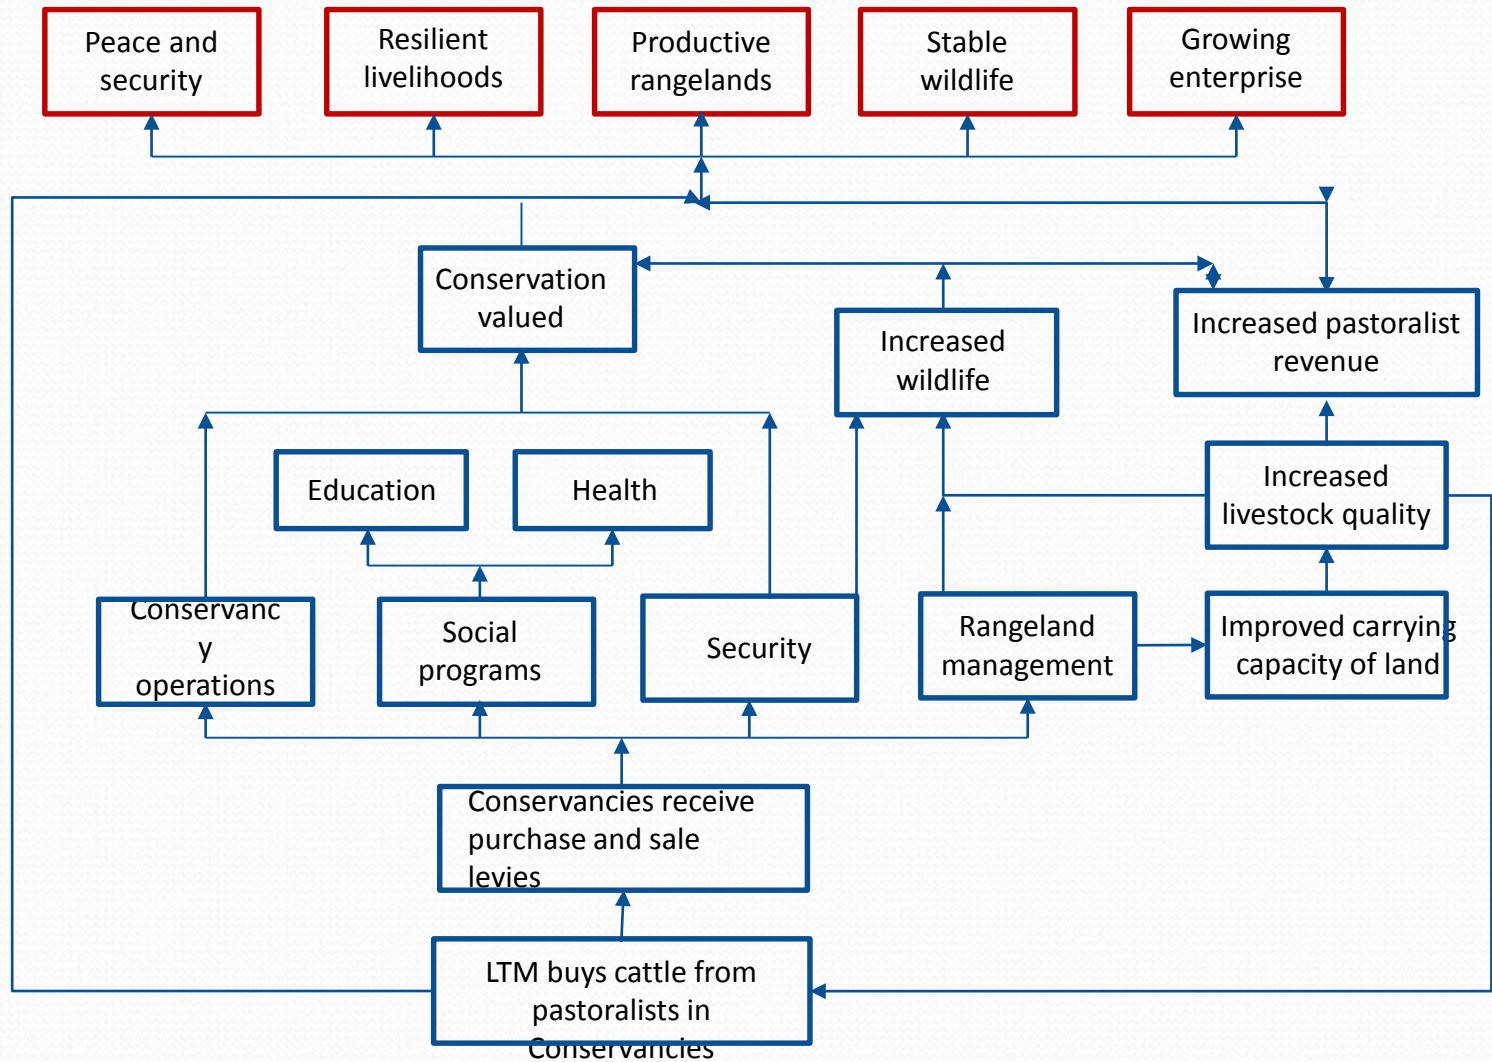 Peace and
security
Resilient
livelihoods
Productive
rangelands
Stable
wildlife
Growing
enterprise
Conservation
valued
Increased
wildlife
Increased pastoralist
revenue
Education
Health
Increased
livestock quality
Conservanc
y
operations
Social
programs
Security
Rangeland
management
Improved carrying
capacity of land
Conservancies receive
purchase and sale
levies
LTM buys cattle from
pastoralists in
Conservancies